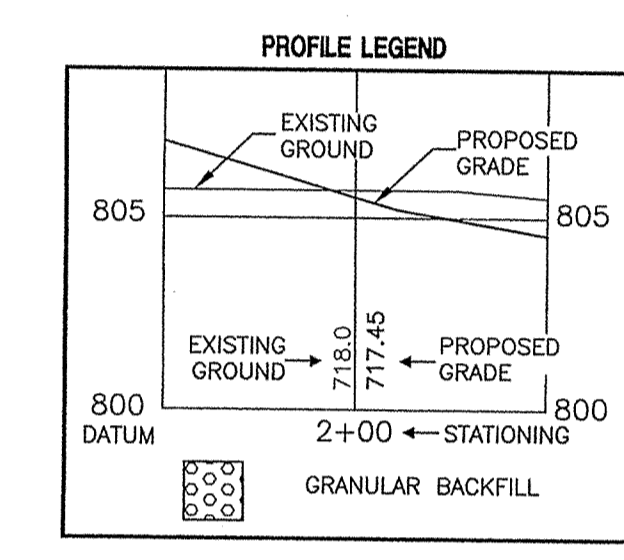 PROFILE LEGEND
EXISTING
GROUND
PROPOSED
GRADE
805
805
EXISTING
GROUND
718.0
717.45
PROPOSED
GRADE
800
800
DATUM
2+00
STATIONING
GRANULAR BACKFILL